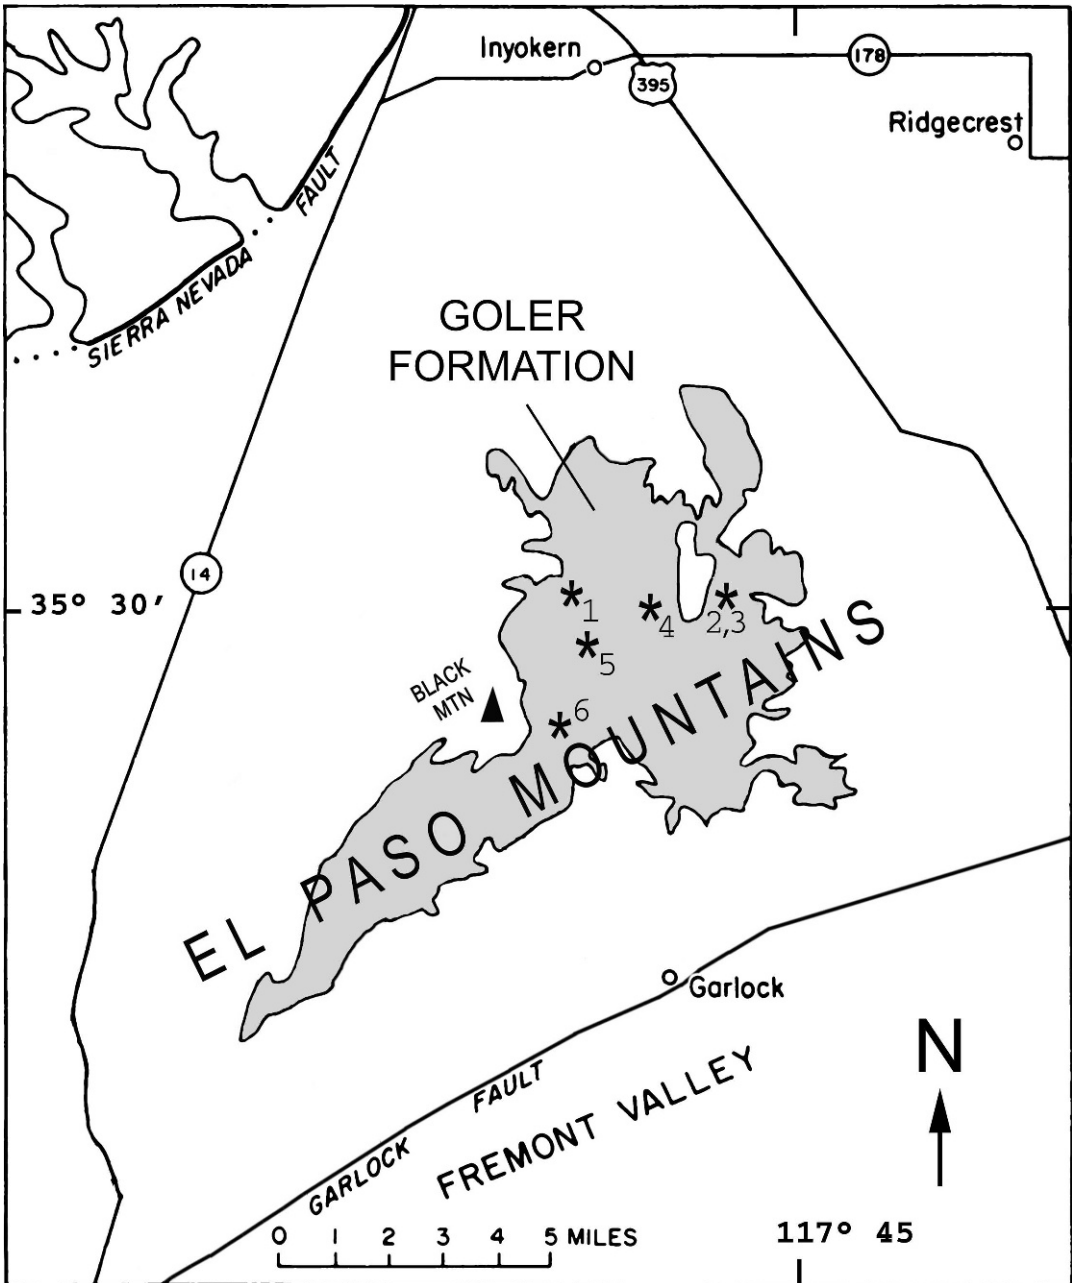 Inyokern
178
395
Ridgecrest
FAULT
SIERRA NEVADA
GOLER
FORMATION
14
35° 30′
*1
*4
*2,3
*5
BLACK
MTN
*6
EL PASO MOUNTAINS
Garlock
N
GARLOCK FAULT
FREMONT VALLEY
0 1 2 3 4 5 MILES
117° 45